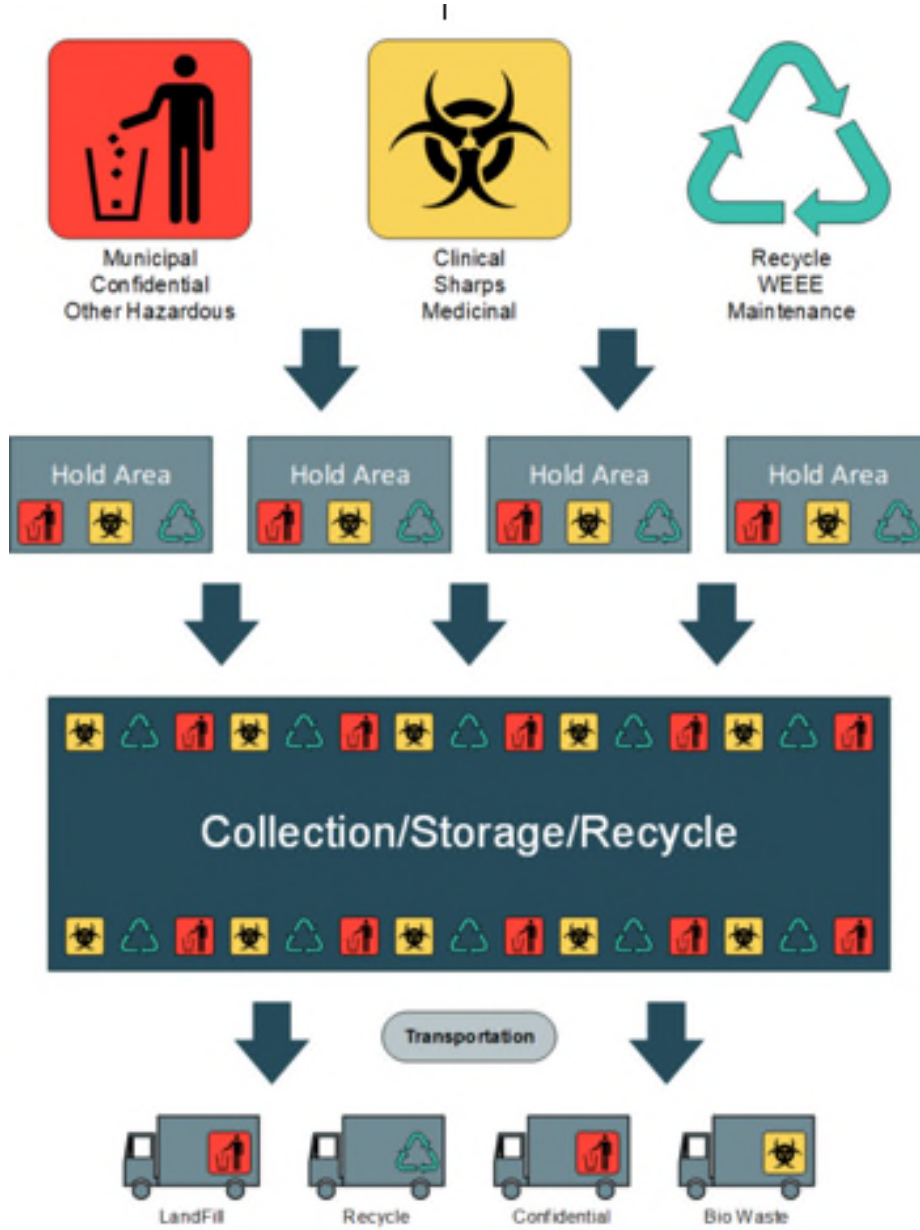 Municipal
Confidential
Other Hazardous
Clinical
Sharps
Medicinal
Recycle
WEEE
Maintenance
Hold Area
Hold Area
Hold Area
Hold Area
Collection/Storage/Recycle
Transportation
LandFill
Recycle
Confidential
Bio Waste